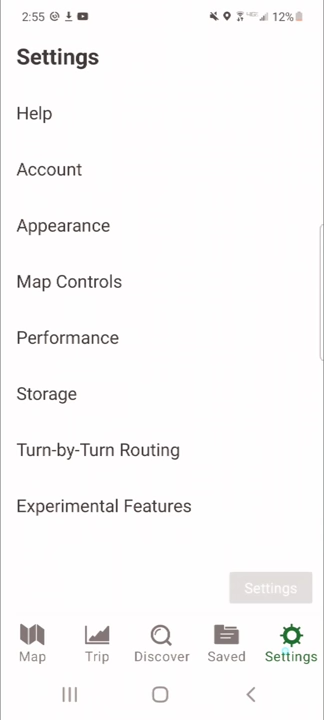 2:55 12%
Settings
Help
Account
Appearance
Map Controls
Performance
Storage
Turn-by-Turn Routing
Experimental Features
Settings
Map Trip Discover Saved Settings